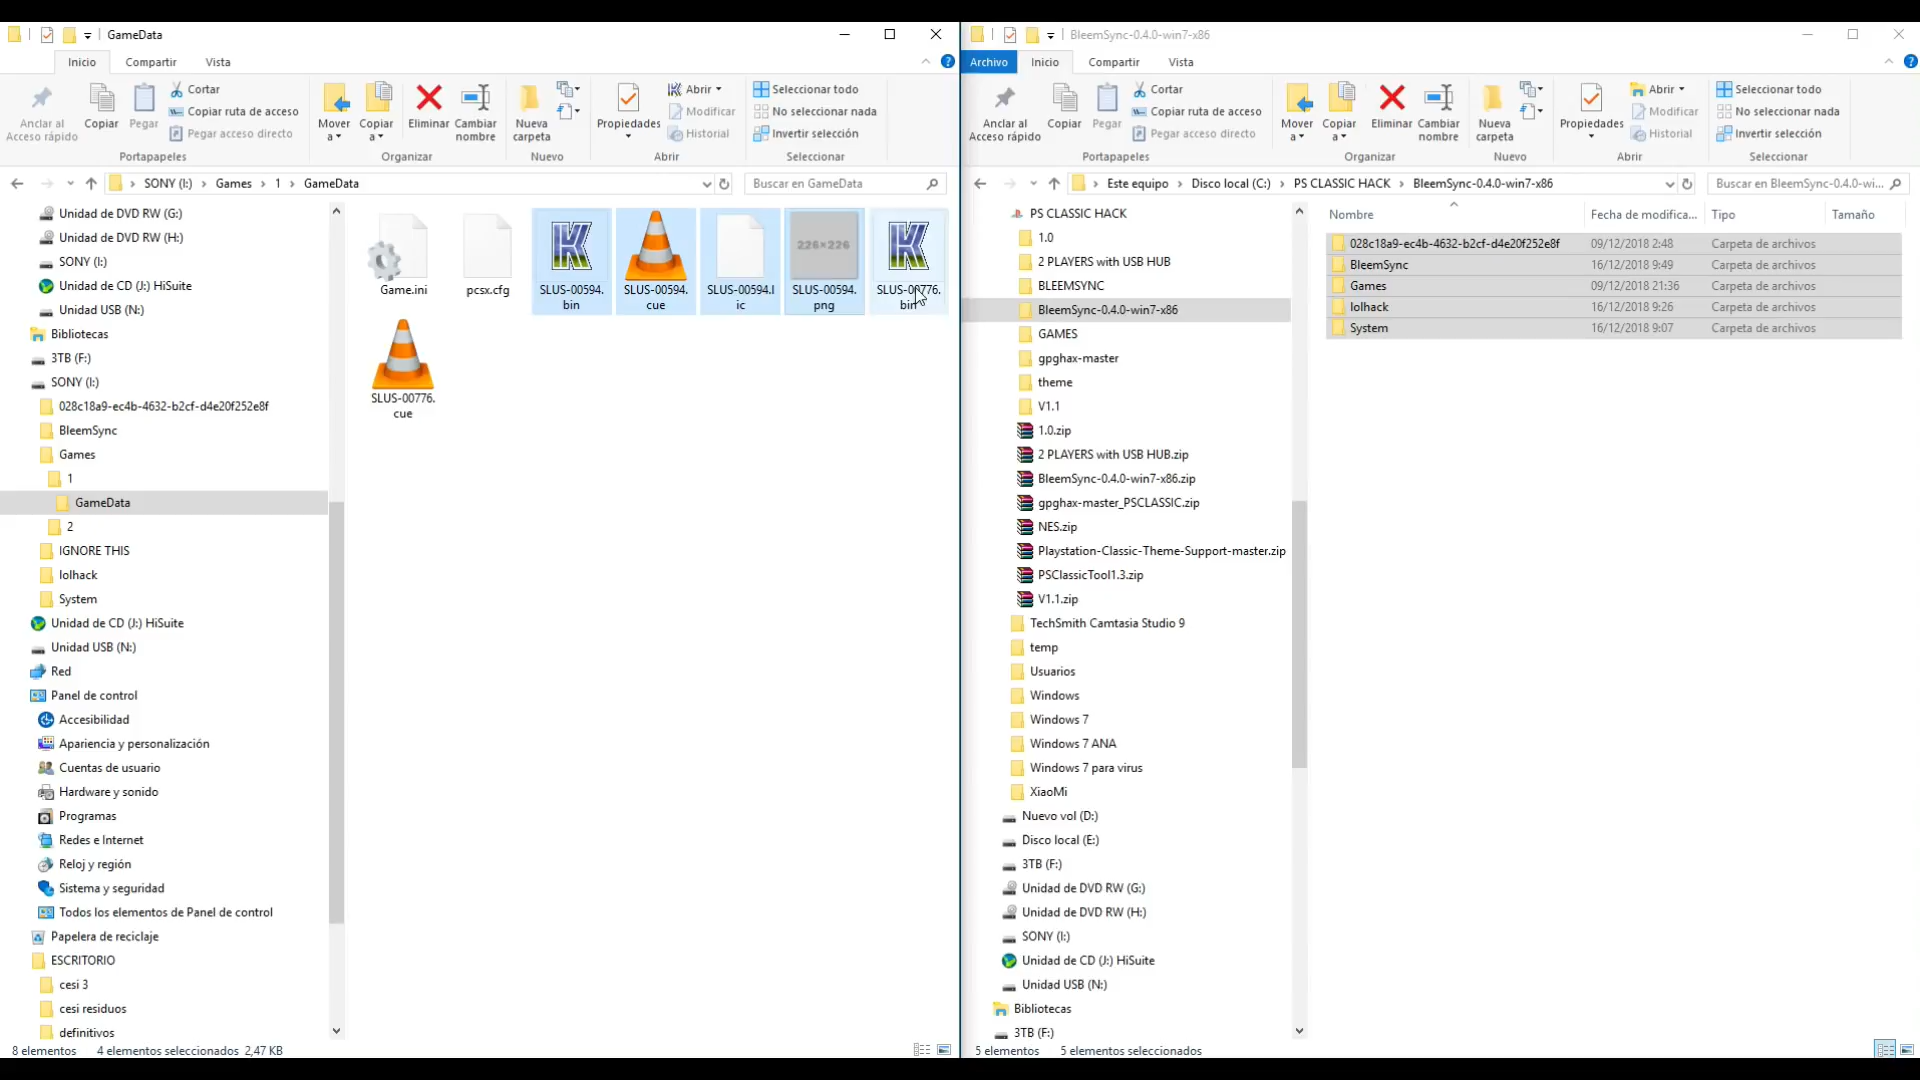 GameData
Inicio
Compartir
Vista
Anclar al
Acceso rápido
Copiar
Pegar
Cortar
Copiar ruta de acceso
Pegar acceso directo
Portapapeles
Mover
a
Copiar
a
Eliminar
Cambiar
nombre
Organizar
Nueva
carpeta
Nuevo
Propiedades
Abrir
Modificar
Historial
Abrir
Seleccionar todo
No seleccionar nada
Invertir selección
Seleccionar
SONY (I:) > Games > 1 > GameData
Buscar en GameData
Unidad de DVD RW (G:)
Unidad de DVD RW (H:)
SONY (I:)
Unidad de CD (J:) HiSuite
Unidad USB (N:)
Bibliotecas
3TB (F:)
SONY (I:)
028c18a9-ec4b-4632-b2cf-d4e20f252e8f
BleemSync
Games
1
GameData
2
IGNORE THIS
lolhack
System
Unidad de CD (J:) HiSuite
Unidad USB (N:)
Red
Panel de control
Accesibilidad
Apariencia y personalización
Cuentas de usuario
Hardware y sonido
Programas
Redes e Internet
Reloj y región
Sistema y seguridad
Todos los elementos de Panel de control
Papelera de reciclaje
ESCRITORIO
cesi 3
cesi residuos
definitivos
Game.ini
pcsx.cfg
SLUS-00594.
bin
SLUS-00594.
cue
SLUS-00594.l
ic
226×226
SLUS-00594.
png
SLUS-00776.
bin
SLUS-00776.
cue
8 elementos
4 elementos seleccionados 2,47 KB
BleemSync-0.4.0-win7-x86
Archivo
Inicio
Compartir
Vista
Anclar al
Acceso rápido
Copiar
Pegar
Cortar
Copiar ruta de acceso
Pegar acceso directo
Portapapeles
Mover
a
Copiar
a
Eliminar
Cambiar
nombre
Organizar
Nueva
carpeta
Nuevo
Propiedades
Abrir
Modificar
Historial
Abrir
Seleccionar todo
No seleccionar nada
Invertir selección
Seleccionar
Este equipo > Disco local (C:) > PS CLASSIC HACK > BleemSync-0.4.0-win7-x86
Buscar en BleemSync-0.4.0-wi...
PS CLASSIC HACK
1.0
2 PLAYERS with USB HUB
BLEEMSYNC
BleemSync-0.4.0-win7-x86
GAMES
gpghax-master
theme
V1.1
1.0.zip
2 PLAYERS with USB HUB.zip
BleemSync-0.4.0-win7-x86.zip
gpghax-master_PSCLASSIC.zip
NES.zip
Playstation-Classic-Theme-Support-master.zip
PSClassicTool1.3.zip
V1.1.zip
TechSmith Camtasia Studio 9
temp
Usuarios
Windows
Windows 7
Windows 7 ANA
Windows 7 para virus
XiaoMi
Nuevo vol (D:)
Disco local (E:)
3TB (F:)
Unidad de DVD RW (G:)
Unidad de DVD RW (H:)
SONY (I:)
Unidad de CD (J:) HiSuite
Unidad USB (N:)
Bibliotecas
3TB (F:)
Nombre Fecha de modifica... Tipo Tamaño
028c18a9-ec4b-4632-b2cf-d4e20f252e8f 09/12/2018 2:48 Carpeta de archivos
BleemSync 16/12/2018 9:49 Carpeta de archivos
Games 09/12/2018 21:36 Carpeta de archivos
lolhack 16/12/2018 9:26 Carpeta de archivos
System 16/12/2018 9:07 Carpeta de archivos
5 elementos
5 elementos seleccionados